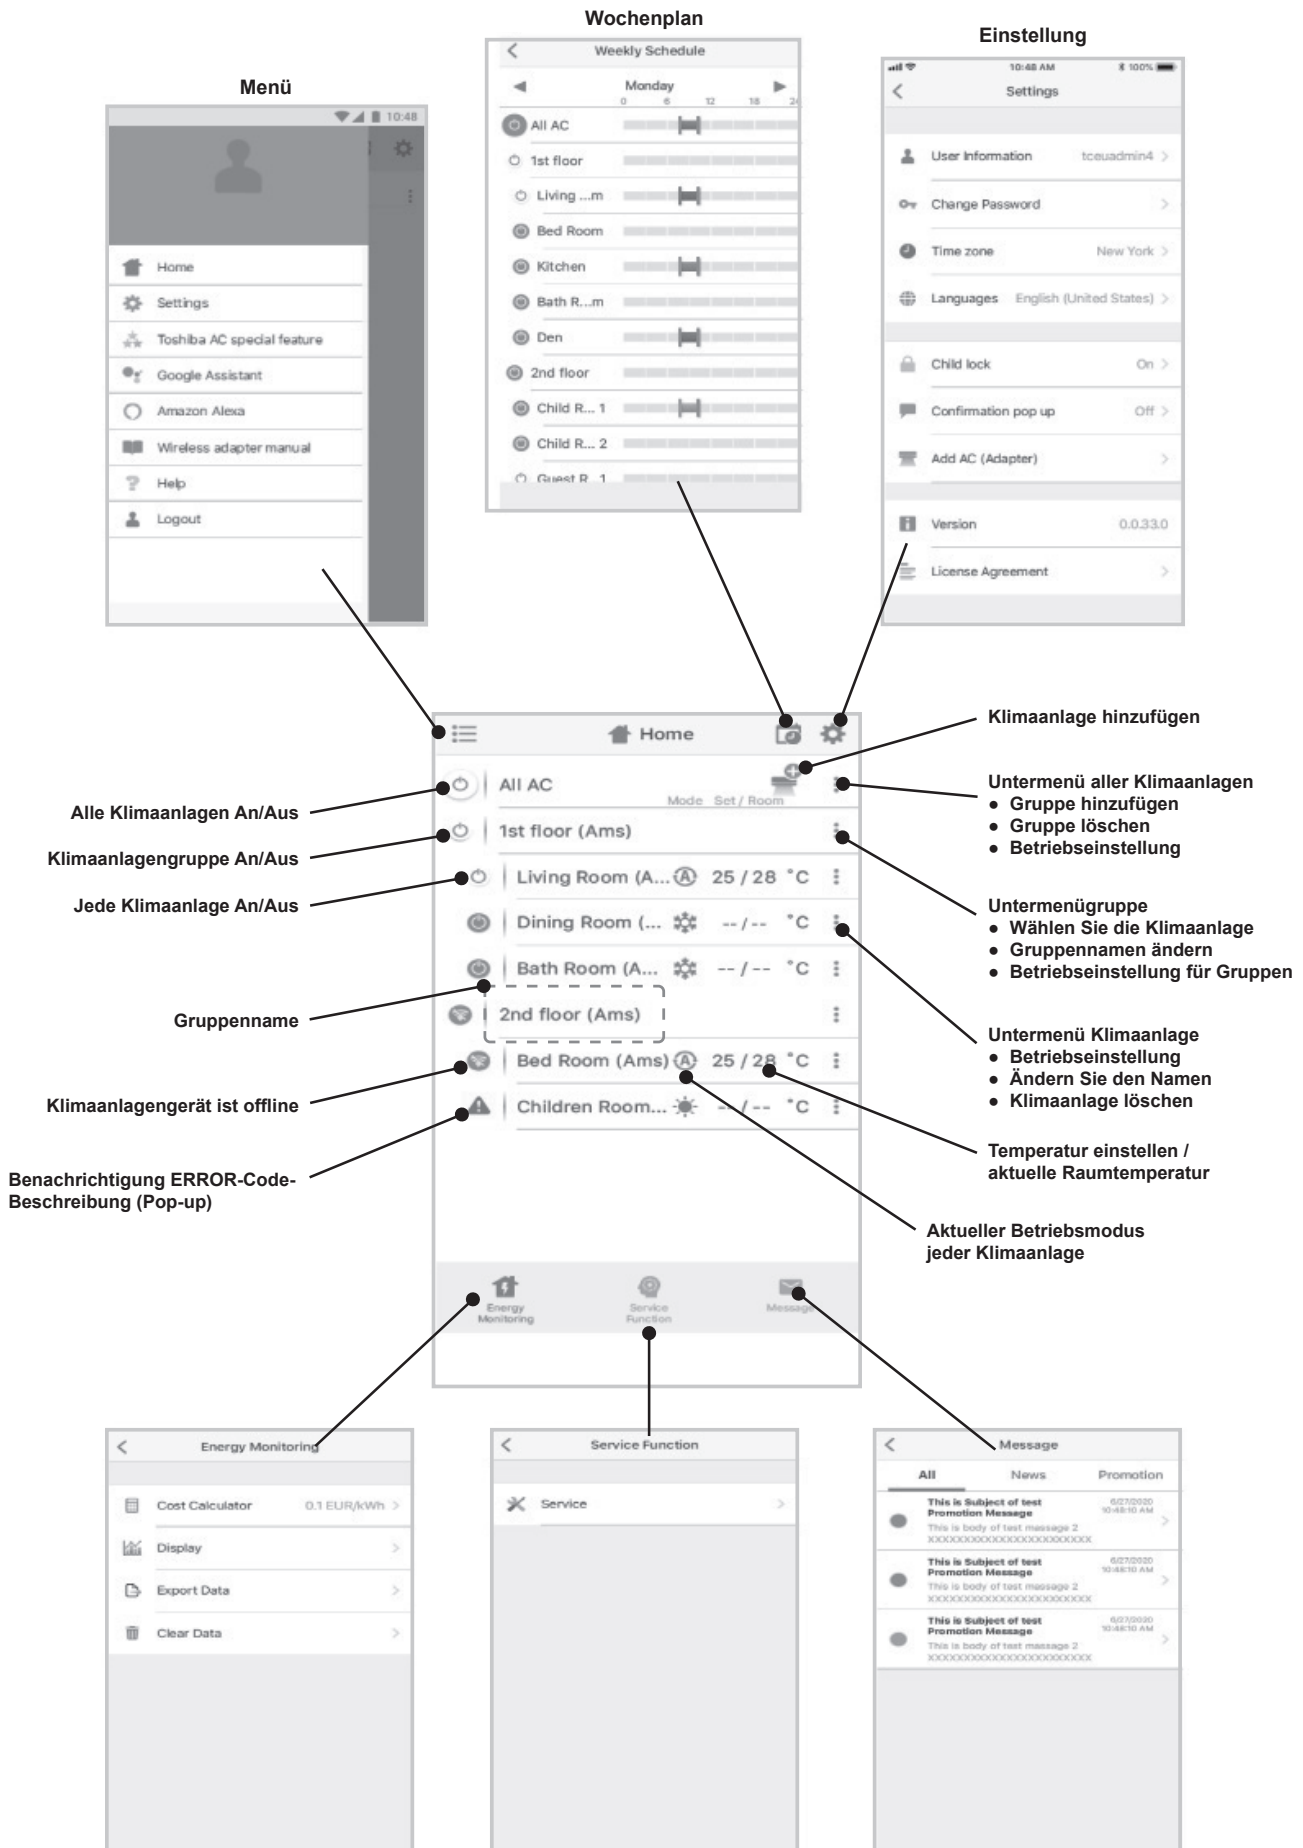 Menü
10:48
Home
Settings
Toshiba AC special feature
Google Assistant
Amazon Alexa
Wireless adapter manual
Help
Logout
Wochenplan
Weekly Schedule
Monday
0 6 12 18 24
All AC
1st floor
Living ...m
Bed Room
Kitchen
Bath R...m
Den
2nd floor
Child R... 1
Child R... 2
Guest R...1
Einstellung
10:48 AM 100%
Settings
User Information tceuadmin4
Change Password
Time zone New York
Languages English (United States)
Child lock On
Confirmation pop up Off
Add AC (Adapter)
Version 0.0.33.0
License Agreement
Alle Klimaanlagen An/Aus
Klimaanlagengruppe An/Aus
Jede Klimaanlage An/Aus
Gruppenname
Klimaanlagengerät ist offline
Benachrichtigung ERROR-Code-
Beschreibung (Pop-up)
Home
All AC
Mode Set / Room
1st floor (Ams)
Living Room (A... A 25 / 28 °C
Dining Room (... -- / -- °C
Bath Room (A... -- / -- °C
2nd floor (Ams)
Bed Room (Ams) A 25 / 28 °C
Children Room... -- / -- °C
Energy
Monitoring
Service
Function
Message
Klimaanlage hinzufügen
Untermenü aller Klimaanlagen
● Gruppe hinzufügen
● Gruppe löschen
● Betriebseinstellung
Untermenügruppe
● Wählen Sie die Klimaanlage
● Gruppennamen ändern
● Betriebseinstellung für Gruppen
Untermenü Klimaanlage
● Betriebseinstellung
● Ändern Sie den Namen
● Klimaanlage löschen
Temperatur einstellen /
aktuelle Raumtemperatur
Aktueller Betriebsmodus
jeder Klimaanlage
Energy Monitoring
Cost Calculator 0.1 EUR/kWh
Display
Export Data
Clear Data
Service Function
Service
Message
All News Promotion
This is Subject of test 6/27/2020
Promotion Message 10:48:10 AM
This is body of test massage 2
XXXXXXXXXXXXXXXXXXXXXXXX
This is Subject of test 6/27/2020
Promotion Message 10:48:10 AM
This is body of test massage 2
XXXXXXXXXXXXXXXXXXXXXXXX
This is Subject of test 6/27/2020
Promotion Message 10:48:10 AM
This is body of test massage 2
XXXXXXXXXXXXXXXXXXXXXXXX